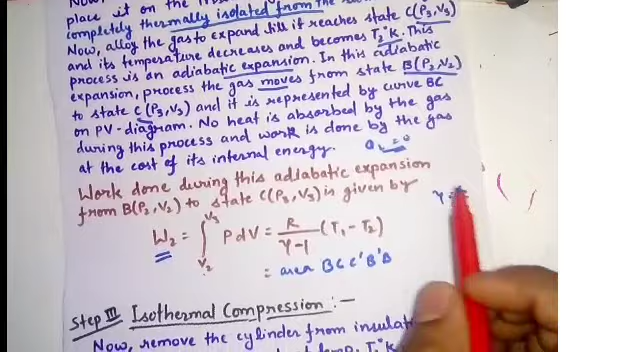 place it on the
completely thermally isolated from the
Now, allow the gas to expand till it reaches state C(P₃,V₃)
and its temperature decreases and becomes T₂°K. This
process is an adiabatic expansion. In this adiabatic
expansion, process the gas moves from state B(P₂,V₂)
to state C(P₃,V₃) and it is represented by curve BC
on PV-diagram. No heat is absorbed by the gas
during this process and work is done by the gas
at the cost of its internal energy.
Work done during this adiabatic expansion
from B(P₂,V₂) to state C(P₃,V₃) is given by
W₂ = ∫_{V₂}^{V₃} PdV = R/(γ-1) (T₁-T₂)
= area BCC'B'B
Step III Isothermal Compression :-
Now, remove the cylinder from